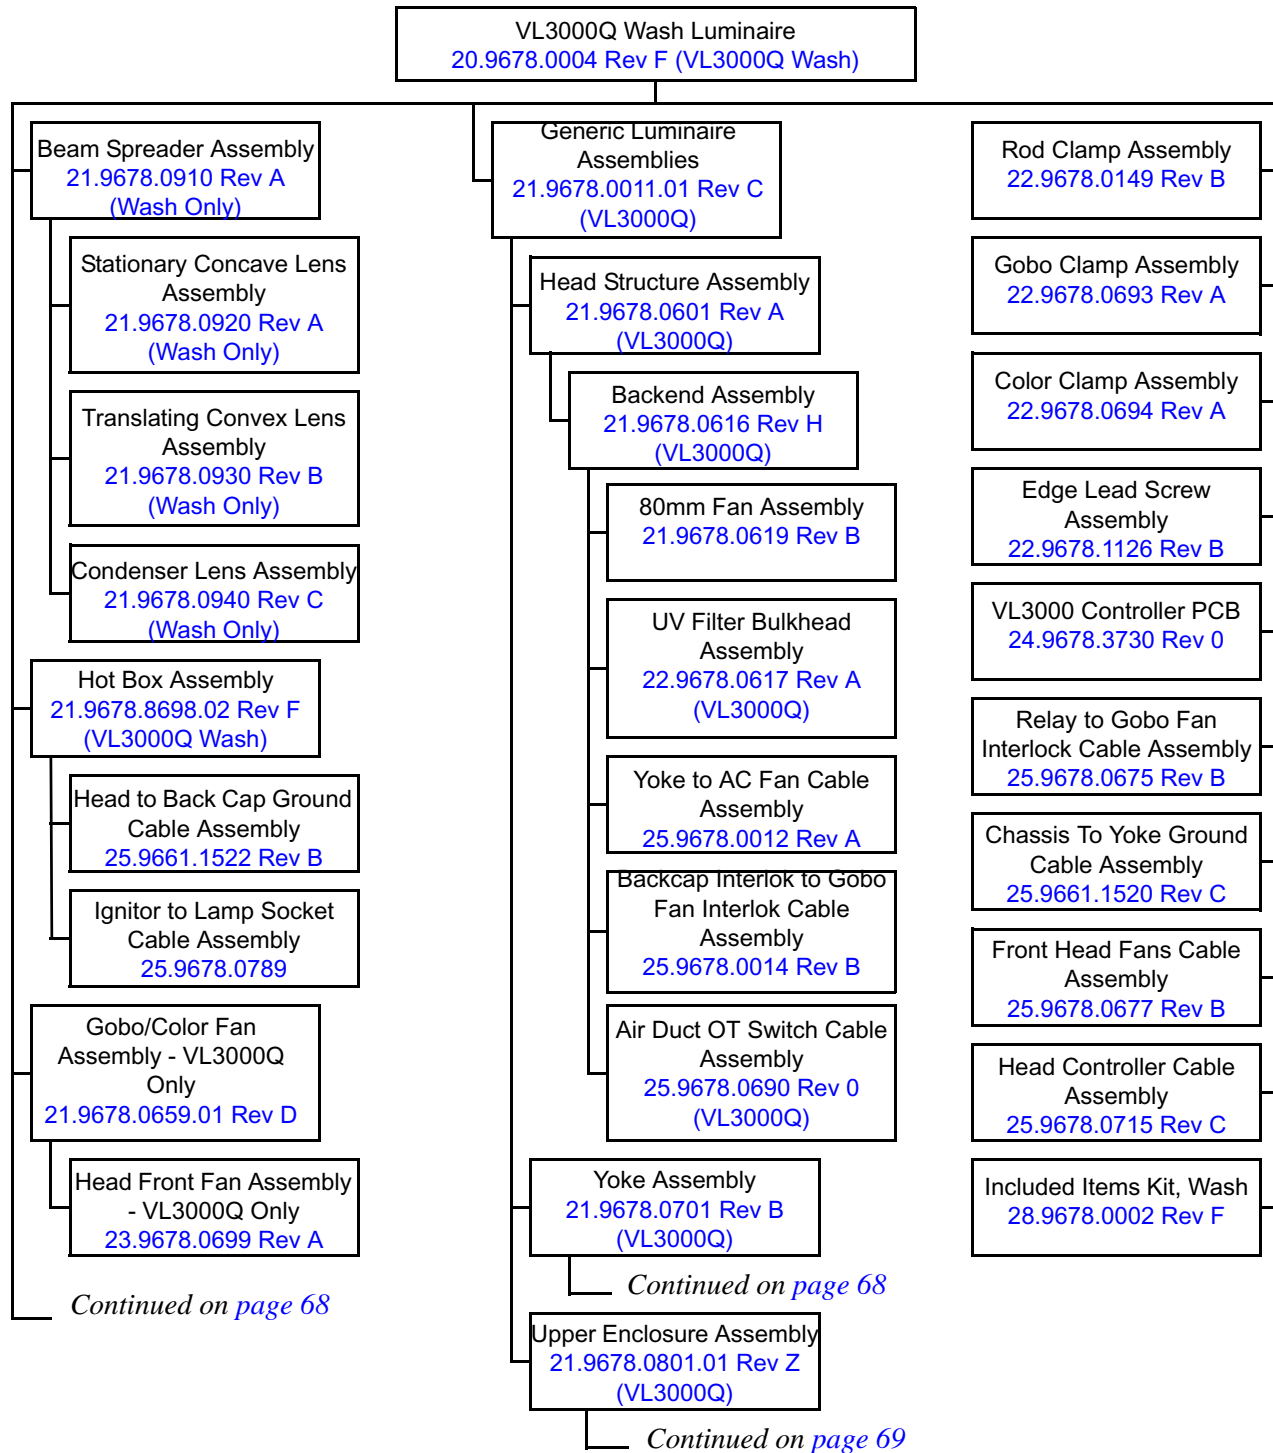 VL3000Q Wash Luminaire
20.9678.0004 Rev F (VL3000Q Wash)
Beam Spreader Assembly
21.9678.0910 Rev A
(Wash Only)
Stationary Concave Lens
Assembly
21.9678.0920 Rev A
(Wash Only)
Translating Convex Lens
Assembly
21.9678.0930 Rev B
(Wash Only)
Condenser Lens Assembly
21.9678.0940 Rev C
(Wash Only)
Hot Box Assembly
21.9678.8698.02 Rev F
(VL3000Q Wash)
Head to Back Cap Ground
Cable Assembly
25.9661.1522 Rev B
Ignitor to Lamp Socket
Cable Assembly
25.9678.0789
Gobo/Color Fan
Assembly - VL3000Q
Only
21.9678.0659.01 Rev D
Head Front Fan Assembly
- VL3000Q Only
23.9678.0699 Rev A
Continued on page 68
Generic Luminaire
Assemblies
21.9678.0011.01 Rev C
(VL3000Q)
Head Structure Assembly
21.9678.0601 Rev A
(VL3000Q)
Backend Assembly
21.9678.0616 Rev H
(VL3000Q)
80mm Fan Assembly
21.9678.0619 Rev B
UV Filter Bulkhead
Assembly
22.9678.0617 Rev A
(VL3000Q)
Yoke to AC Fan Cable
Assembly
25.9678.0012 Rev A
Backcap Interlok to Gobo
Fan Interlok Cable
Assembly
25.9678.0014 Rev B
Air Duct OT Switch Cable
Assembly
25.9678.0690 Rev 0
(VL3000Q)
Yoke Assembly
21.9678.0701 Rev B
(VL3000Q)
Continued on page 68
Upper Enclosure Assembly
21.9678.0801.01 Rev Z
(VL3000Q)
Continued on page 69
Rod Clamp Assembly
22.9678.0149 Rev B
Gobo Clamp Assembly
22.9678.0693 Rev A
Color Clamp Assembly
22.9678.0694 Rev A
Edge Lead Screw
Assembly
22.9678.1126 Rev B
VL3000 Controller PCB
24.9678.3730 Rev 0
Relay to Gobo Fan
Interlock Cable Assembly
25.9678.0675 Rev B
Chassis To Yoke Ground
Cable Assembly
25.9661.1520 Rev C
Front Head Fans Cable
Assembly
25.9678.0677 Rev B
Head Controller Cable
Assembly
25.9678.0715 Rev C
Included Items Kit, Wash
28.9678.0002 Rev F